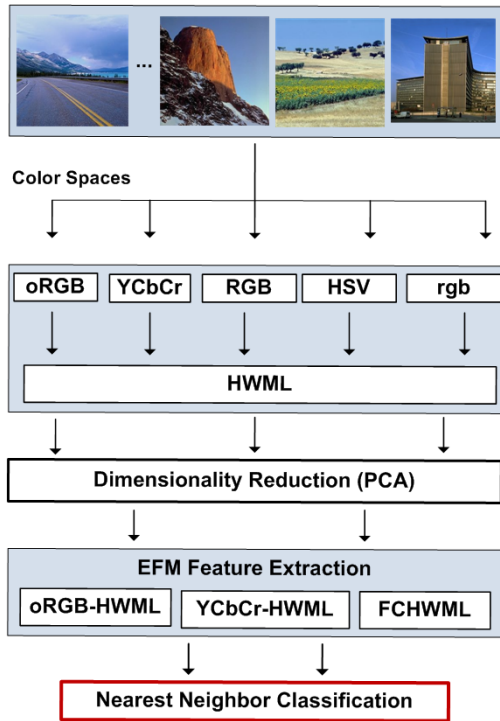 ...
Color Spaces
oRGB YCbCr RGB HSV rgb
HWML
Dimensionality Reduction (PCA)
EFM Feature Extraction
oRGB-HWML YCbCr-HWML FCHWML
Nearest Neighbor Classification